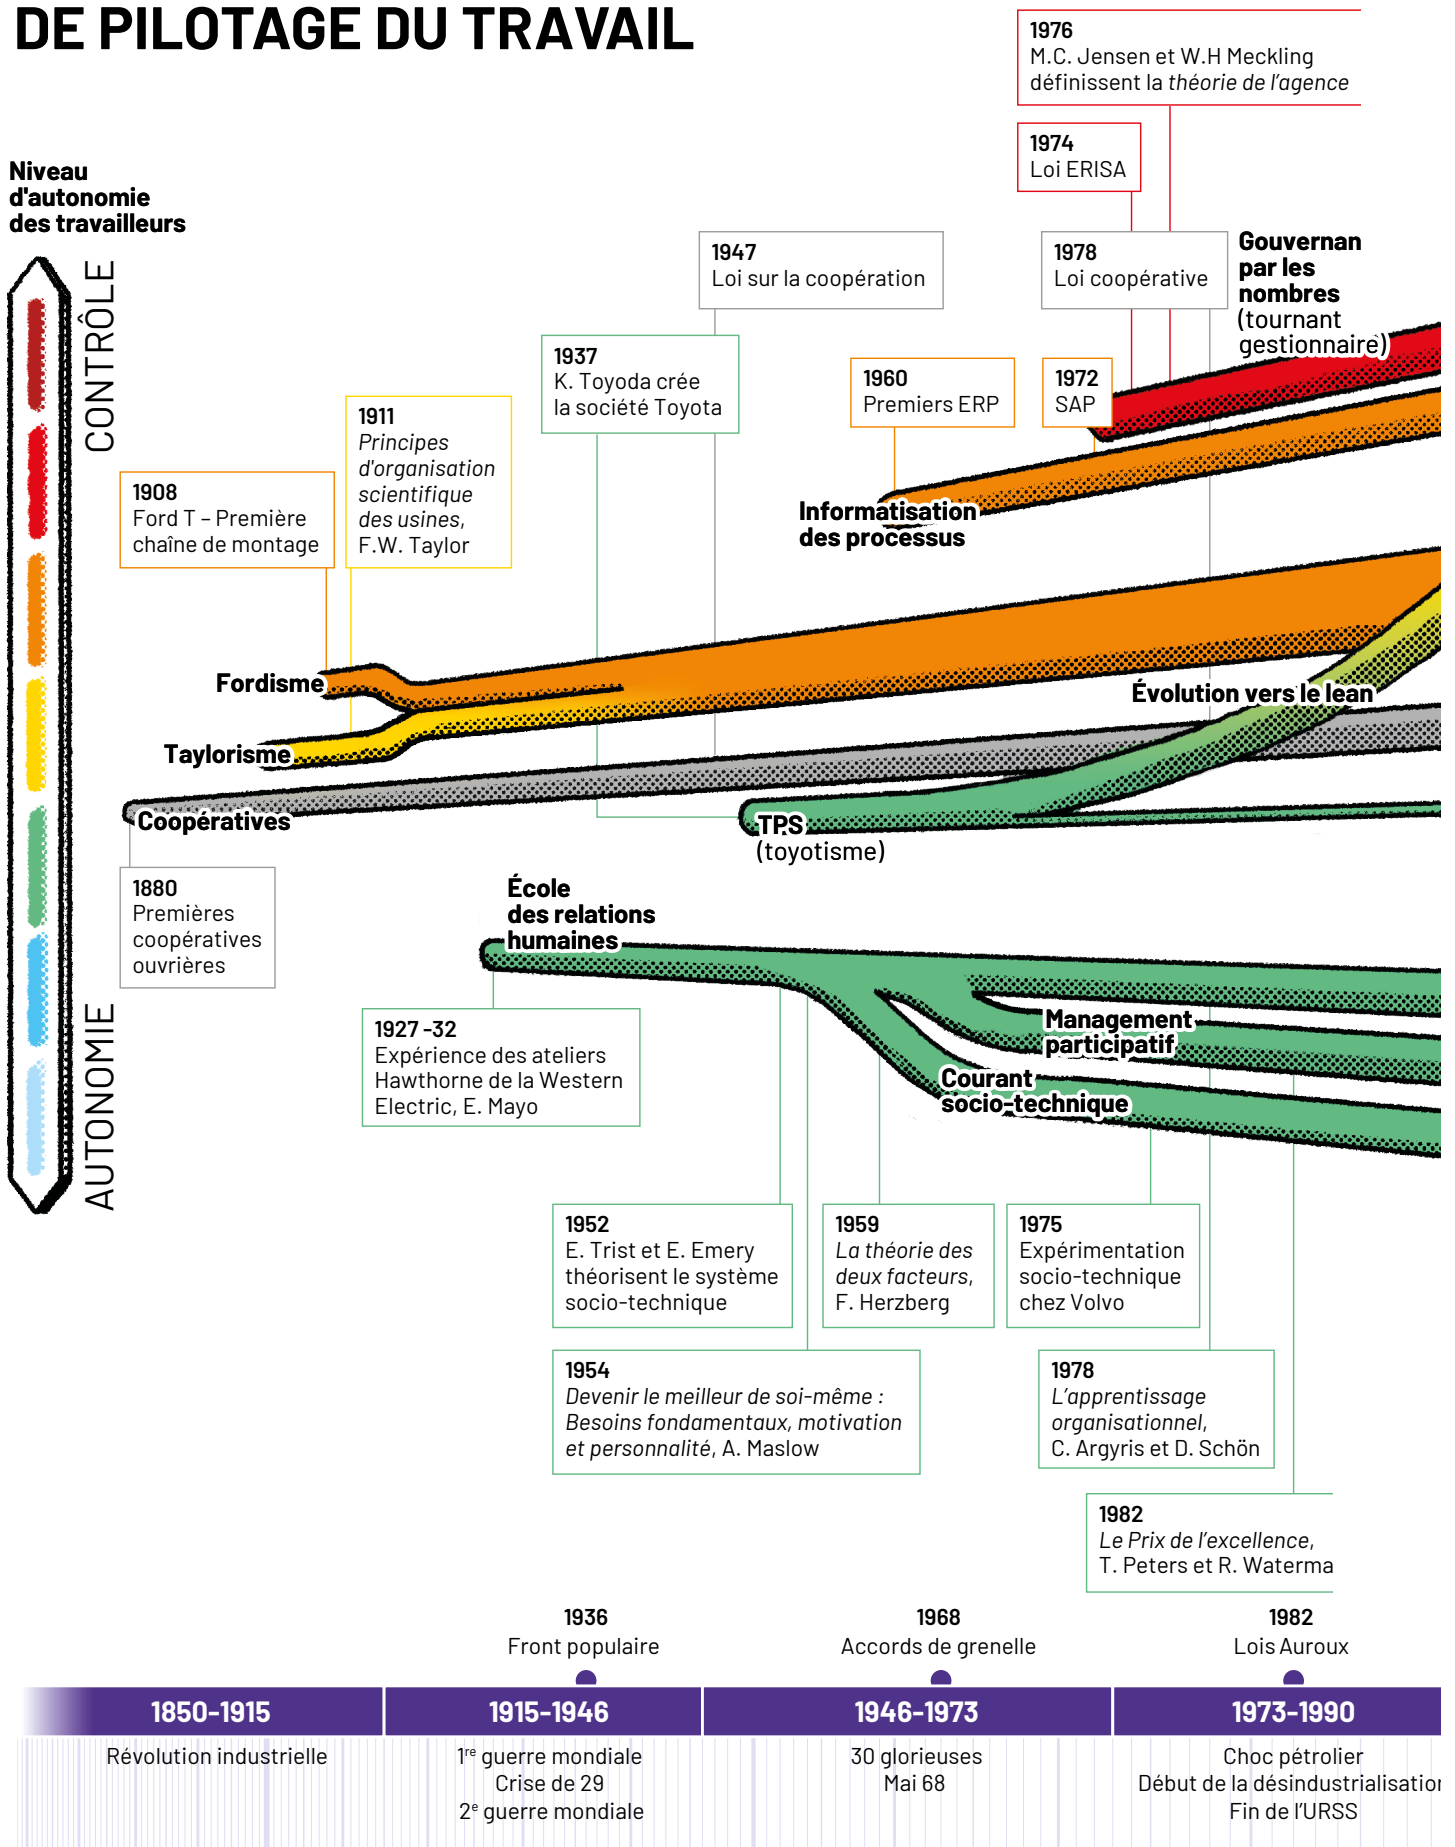 DE PILOTAGE DU TRAVAIL
1976
M.C. Jensen et W.H Meckling
définissent la théorie de l'agence
1974
Loi ERISA
Niveau
d'autonomie
des travailleurs
CONTRÔLE
AUTONOMIE
1947
Loi sur la coopération
1978
Loi coopérative
Gouvernan
par les
nombres
(tournant
gestionnaire)
1937
K. Toyoda crée
la société Toyota
1960
Premiers ERP
1972
SAP
1911
Principes
d'organisation
scientifique
des usines,
F.W. Taylor
1908
Ford T – Première
chaîne de montage
Informatisation
des processus
Fordisme
Évolution vers le lean
Taylorisme
Coopératives
TPS
(toyotisme)
1880
Premières
coopératives
ouvrières
École
des relations
humaines
1927 -32
Expérience des ateliers
Hawthorne de la Western
Electric, E. Mayo
Management
participatif
Courant
socio-technique
1952
E. Trist et E. Emery
théorisent le système
socio-technique
1959
La théorie des
deux facteurs,
F. Herzberg
1975
Expérimentation
socio-technique
chez Volvo
1954
Devenir le meilleur de soi-même :
Besoins fondamentaux, motivation
et personnalité, A. Maslow
1978
L'apprentissage
organisationnel,
C. Argyris et D. Schön
1982
Le Prix de l'excellence,
T. Peters et R. Waterma
1936
Front populaire
1968
Accords de grenelle
1982
Lois Auroux
1850-1915
1915-1946
1946-1973
1973-1990
Révolution industrielle
1re guerre mondiale
Crise de 29
2e guerre mondiale
30 glorieuses
Mai 68
Choc pétrolier
Début de la désindustrialisation
Fin de l'URSS